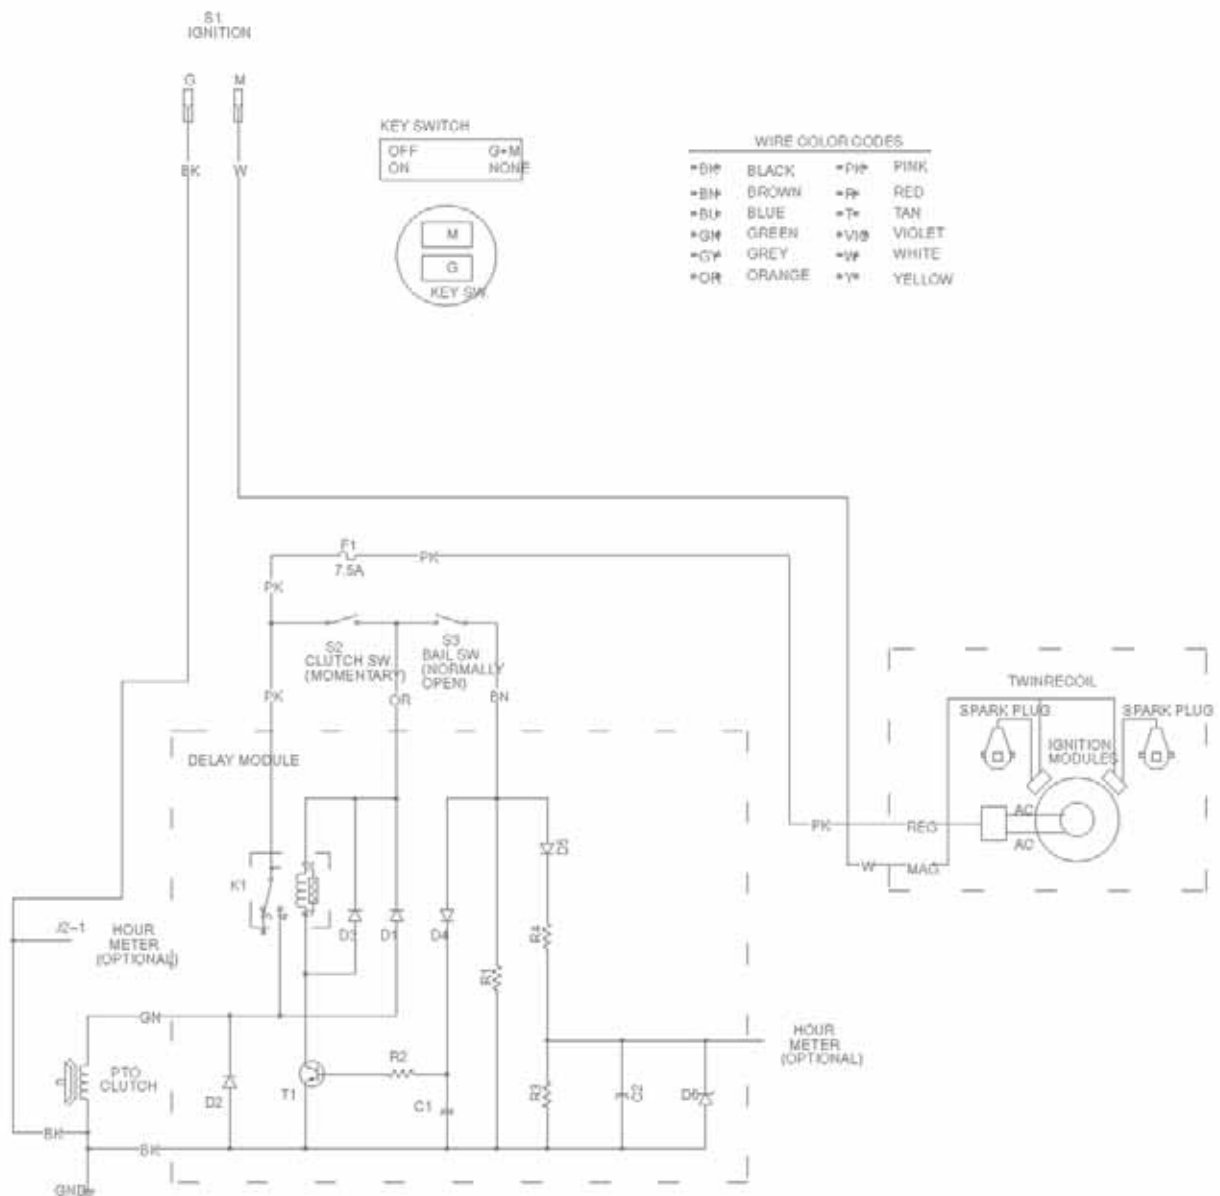 S1
IGNITION
G M
BK W
KEY SWITCH
OFF G+M
ON NONE
M
G
KEY SW.
WIRE COLOR CODES
BK BLACK PK PINK
BN BROWN R RED
BU BLUE T TAN
GN GREEN VIO VIOLET
GY GREY W WHITE
OR ORANGE Y YELLOW
F1
7.5A
PK
PK
S2
CLUTCH SW
(MOMENTARY)
S3
BAIL SW
(NORMALLY
OPEN)
PK OR BN
DELAY MODULE
TWINRECOIL
SPARK PLUG SPARK PLUG
IGNITION
MODULES
AC
AC
PK REG
W MAG
K1
D1 D4
D5
R4
R1
J2-1
HOUR
METER
(OPTIONAL)
GN
PTO
CLUTCH
D2
T1
R2
C1
R3
C2
D6
HOUR
METER
(OPTIONAL)
BK
BK
GND